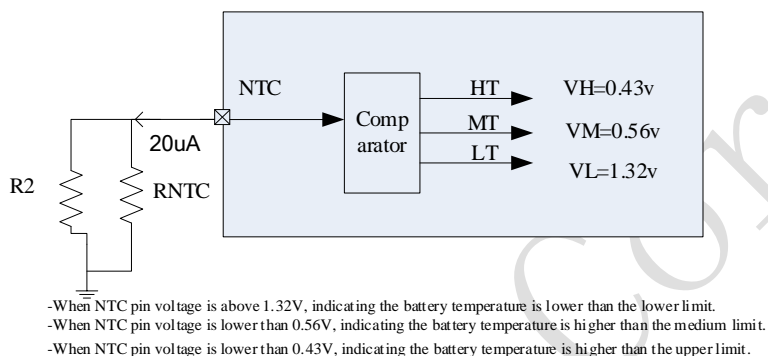 NTC
HT
VH=0.43v
Comp
arator
MT
VM=0.56v
20uA
LT
VL=1.32v
R2
RNTC
-When NTC pin voltage is above 1.32V, indicating the battery temperature is lower than the lower limit.
-When NTC pin voltage is lower than 0.56V, indicating the battery temperature is higher than the medium limit.
-When NTC pin voltage is lower than 0.43V, indicating the battery temperature is higher than the upper limit.
Cor